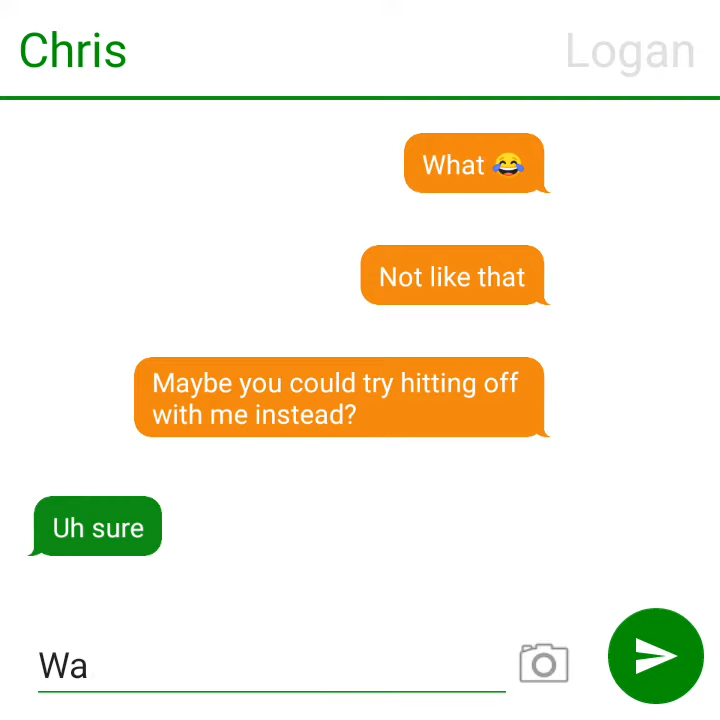 Chris
Logan
What 😂
Not like that
Maybe you could try hitting off
with me instead?
Uh sure
Wa